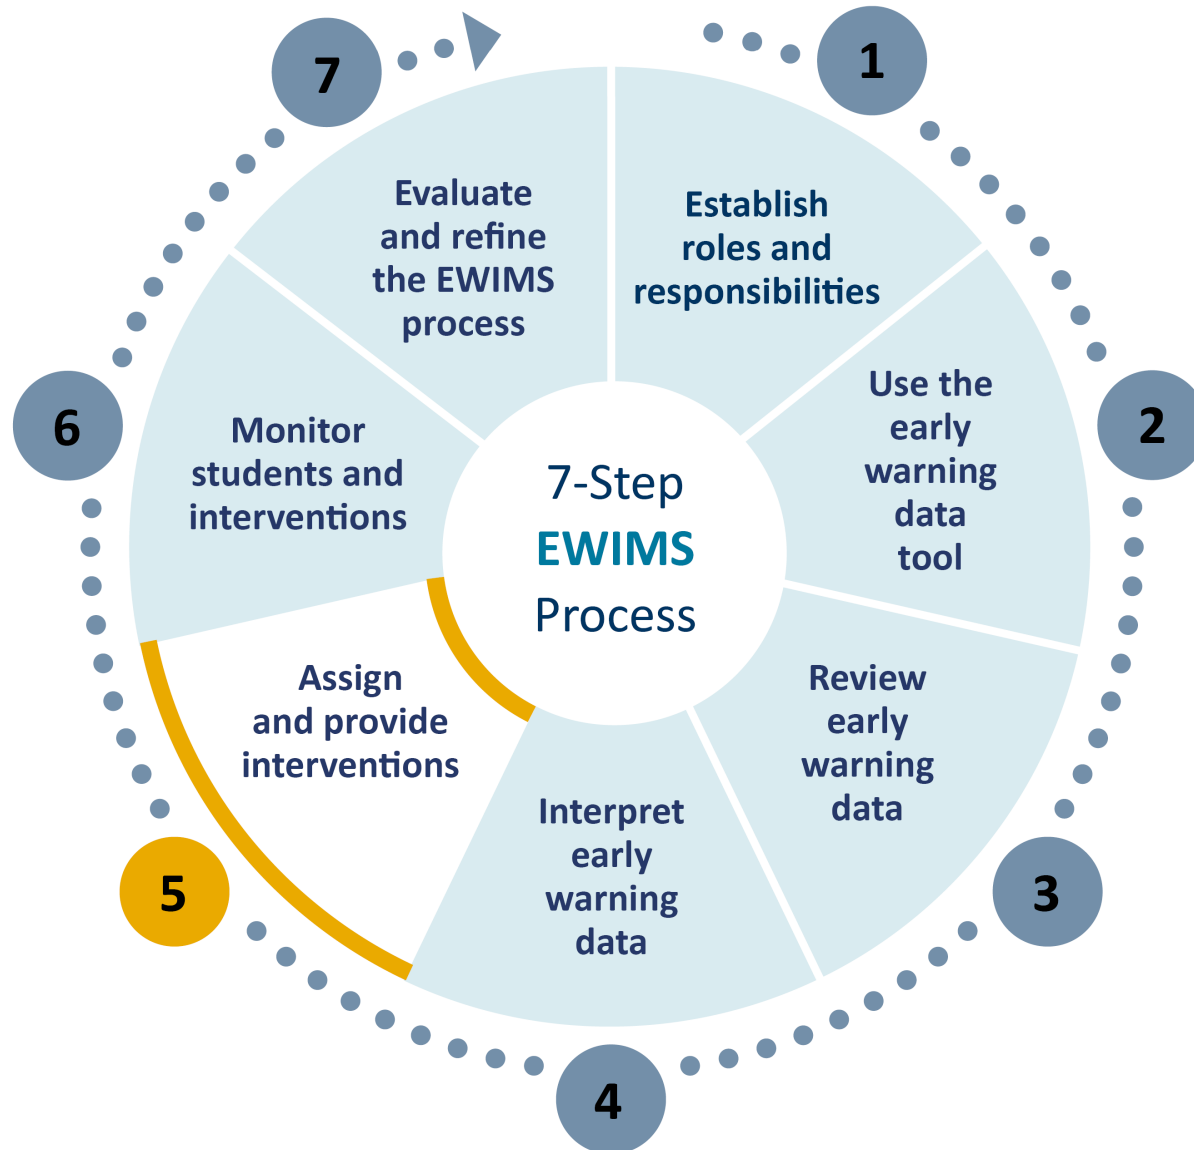 7-Step
EWIMS
Process
1
Establish
roles and
responsibilities
2
Use the
early
warning
data
tool
3
Review
early
warning
data
4
Interpret
early
warning
data
5
Assign
and provide
interventions
6
Monitor
students and
interventions
7
Evaluate
and refine
the EWIMS
process